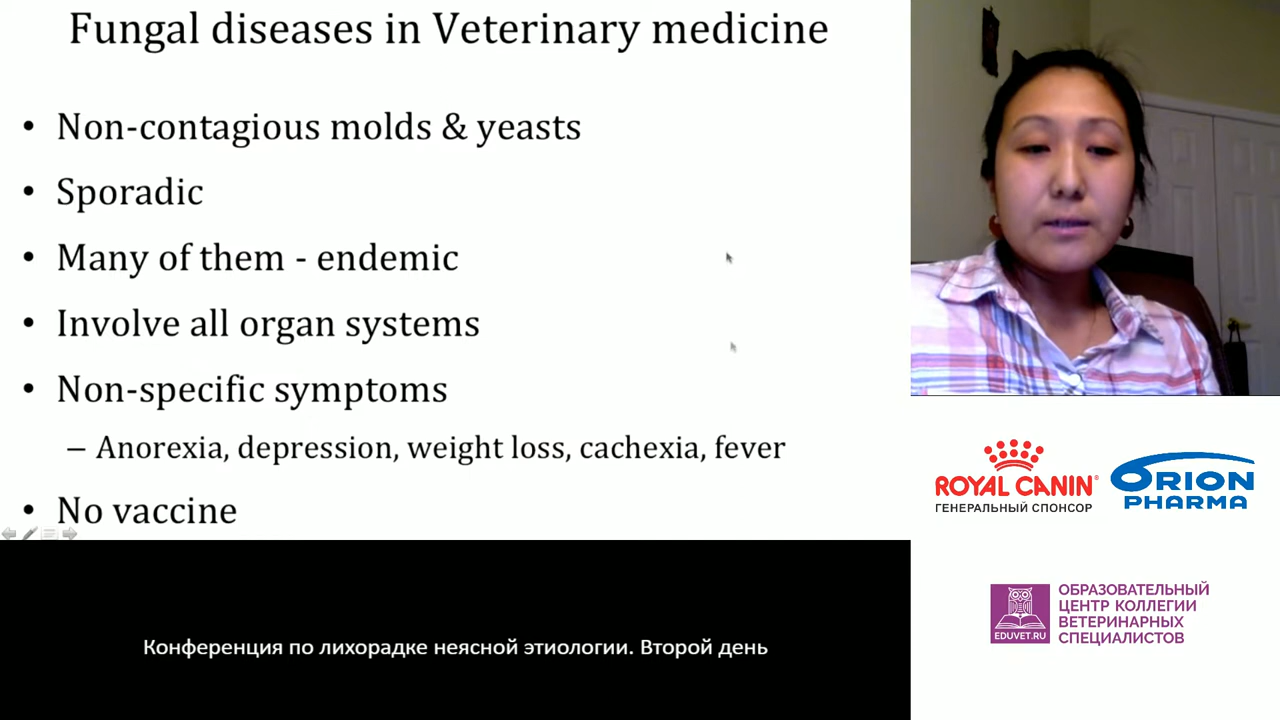 Fungal diseases in Veterinary medicine
• Non-contagious molds & yeasts
• Sporadic
• Many of them - endemic
• Involve all organ systems
• Non-specific symptoms
– Anorexia, depression, weight loss, cachexia, fever
• No vaccine
ROYAL CANIN®
ГЕНЕРАЛЬНЫЙ СПОНСОР
ORION
PHARMA
EDUVET.RU
ОБРАЗОВАТЕЛЬНЫЙ
ЦЕНТР КОЛЛЕГИИ
ВЕТЕРИНАРНЫХ
СПЕЦИАЛИСТОВ
Конференция по лихорадке неясной этиологии. Второй день